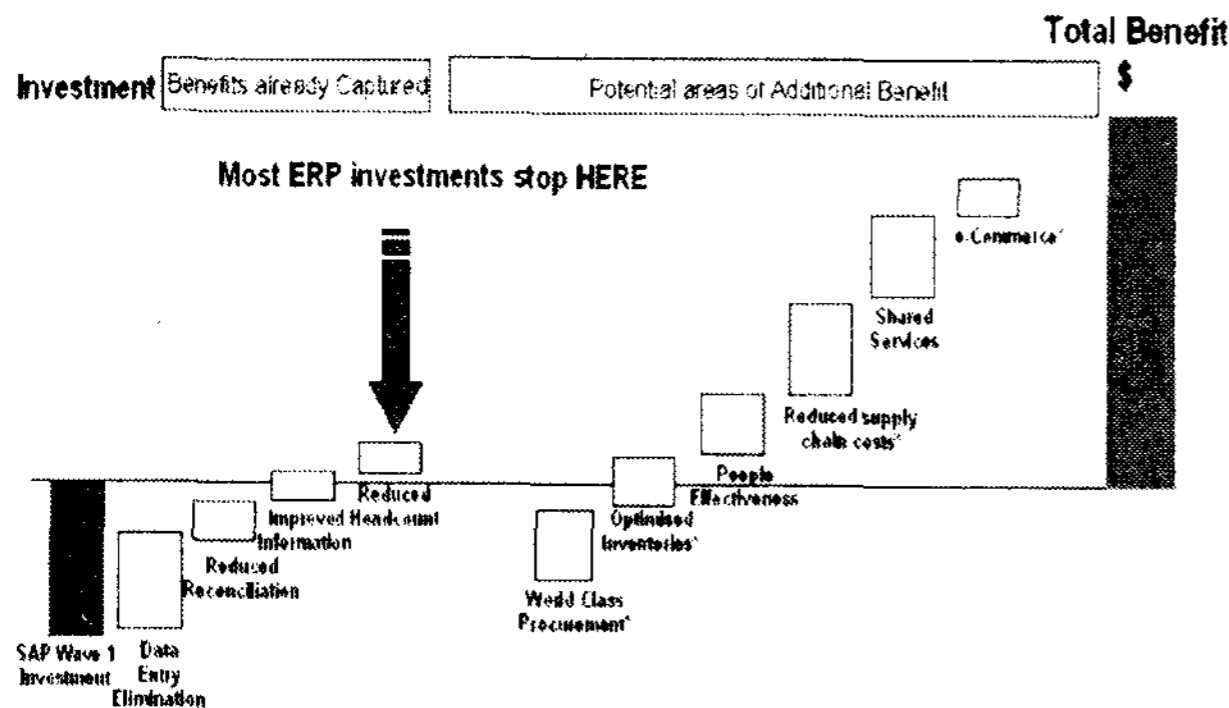 Total Benefit
$
Investment
Benefits already Captured
Potential areas of Additional Benefit
Most ERP investments stop HERE
e-Commerce*
Shared
Services
Reduced supply
chain costs*
People
Effectiveness
Reduced
Headcount
Improved
Information
Optimised
Inventories*
Reduced
Reconciliation
World Class
Procurement*
SAP Wave 1
Investment
Data
Entry
Elimination